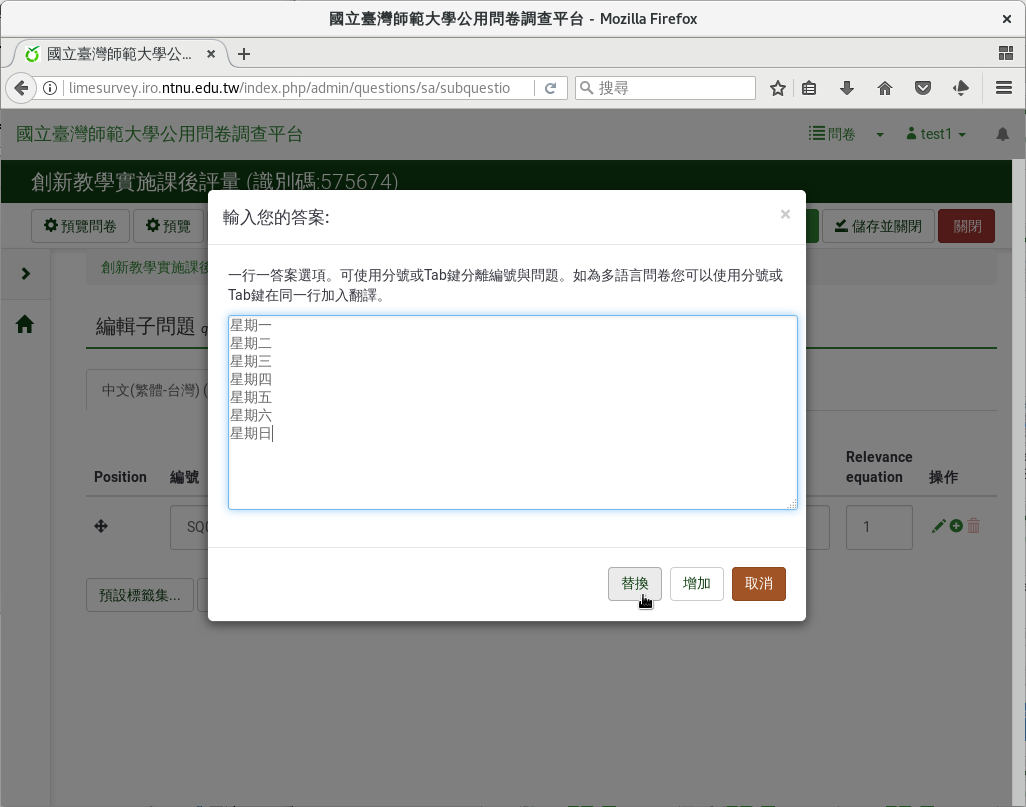 國立臺灣師範大學公用問卷調查平台 - Mozilla Firefox
國立臺灣師範大學公...
limesurvey.iro.ntnu.edu.tw/index.php/admin/questions/sa/subquestio
搜尋
國立臺灣師範大學公用問卷調查平台
問卷
test1
創新教學實施課後評量 (識別碼:575674)
預覽問卷
預覽
儲存並關閉
關閉
創新教學實施課後
輸入您的答案:
×
一行一答案選項。可使用分號或Tab鍵分離編號與問題。如為多語言問卷您可以使用分號或
Tab鍵在同一行加入翻譯。
編輯子問題
中文(繁體-台灣) (
星期一
星期二
星期三
星期四
星期五
星期六
星期日
Position
編號
Relevance
equation
操作
SQ
1
預設標籤集...
替換
增加
取消